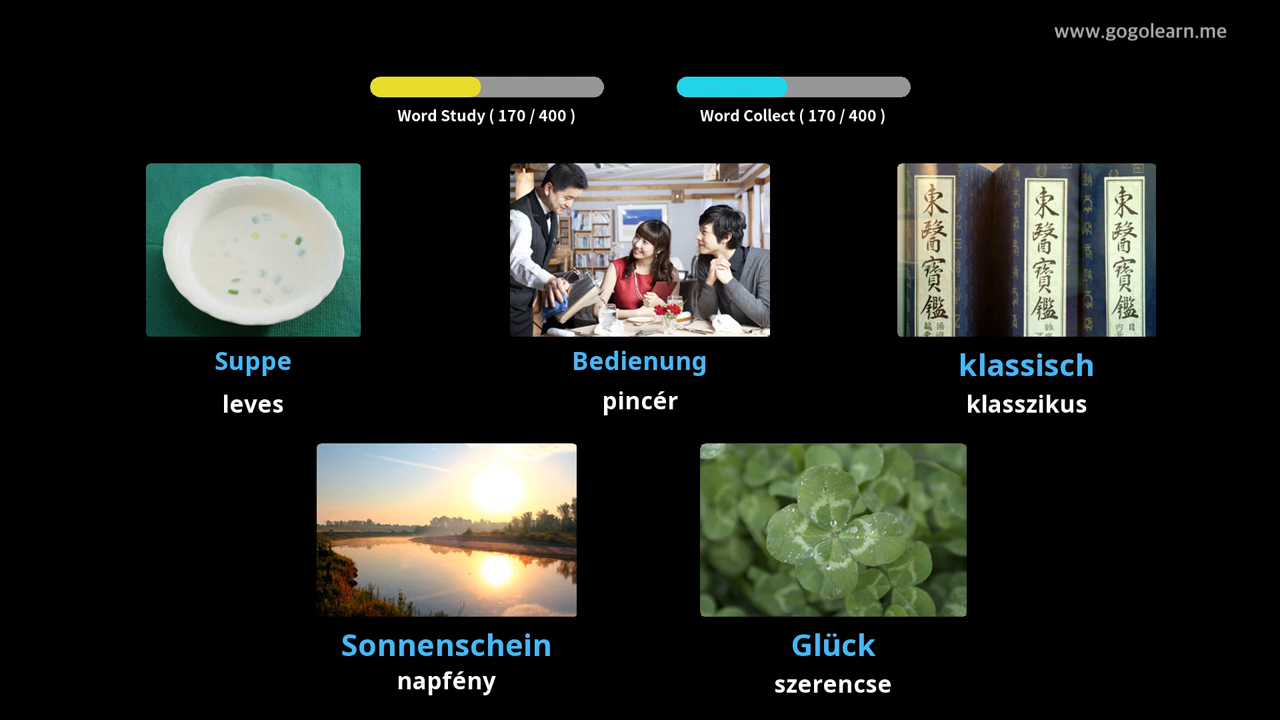 www.gogolearn.me
Word Study ( 170 / 400 )
Word Collect ( 170 / 400 )
東醫寶鑑
東醫寶鑑
東醫寶鑑
Suppe
Bedienung
klassisch
leves
pincér
klasszikus
Sonnenschein
Glück
napfény
szerencse